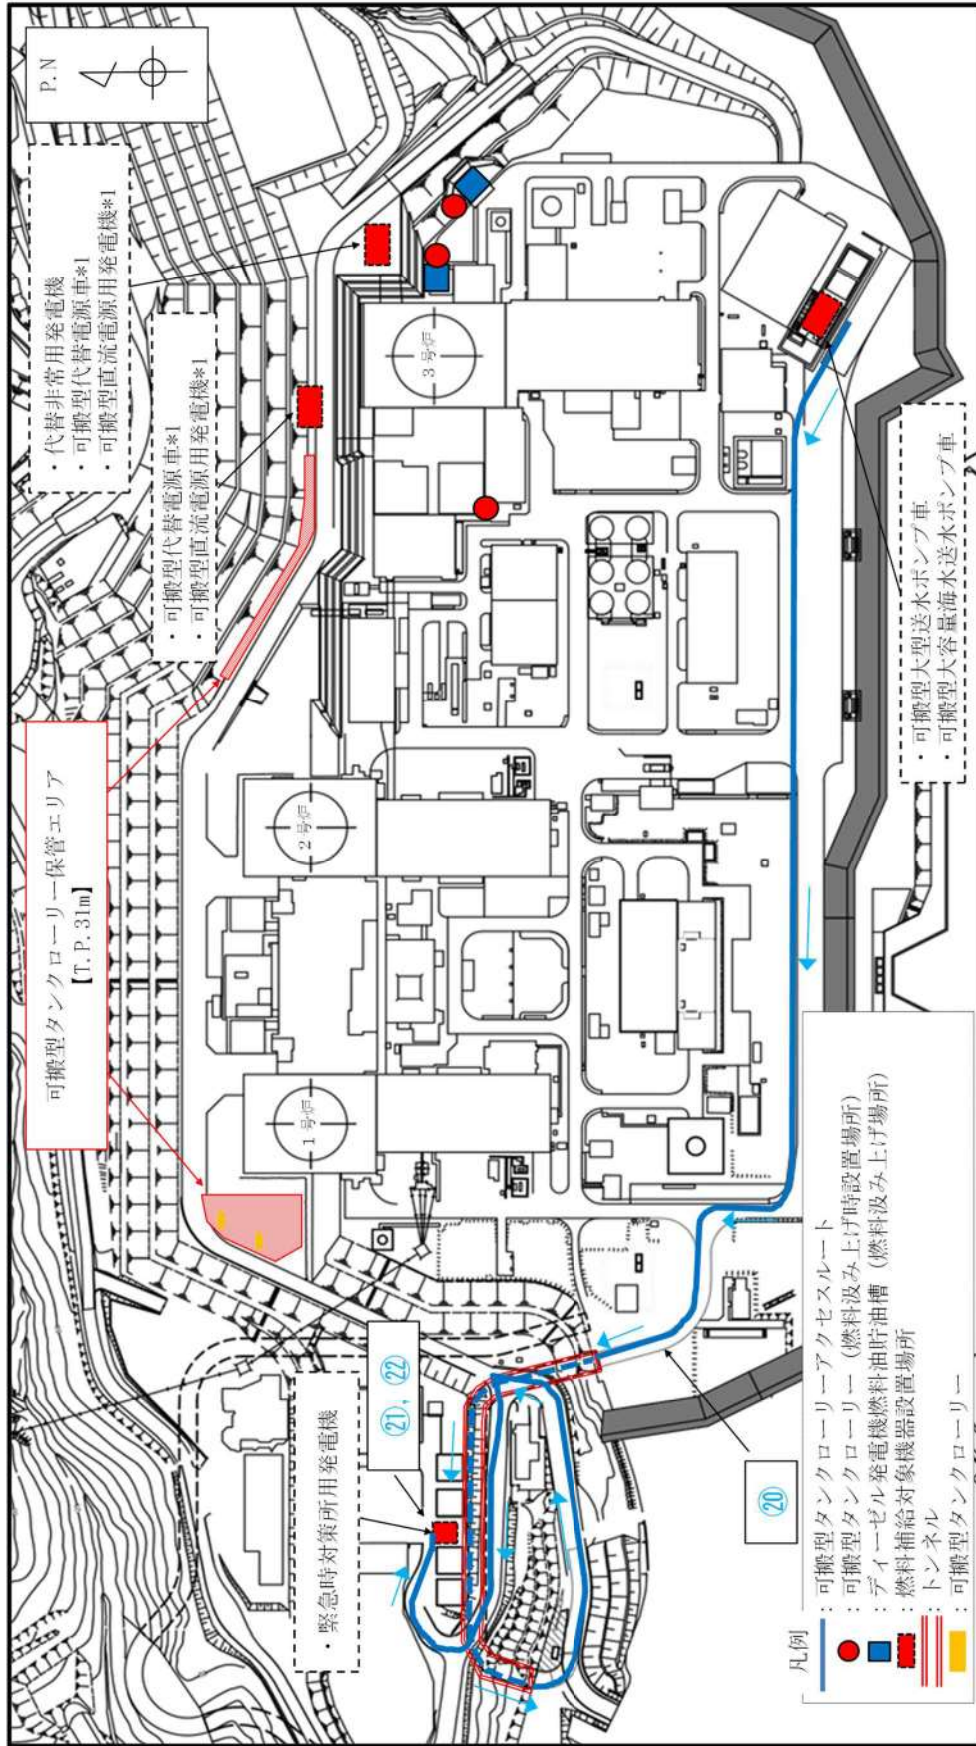 P.N
・代替非常用発電機
・可搬型代替電源車*1
・可搬型直流電源用発電機*1
・可搬型代替電源車*1
・可搬型直流電源用発電機*1
可搬型タンクローリー保管エリア
【T.P.31m】
・緊急時対策所用発電機
1号炉
2号炉
3号炉
㉑, ㉒
⑳
・可搬型大型送水ポンプ車
・可搬型大容量海水送水ポンプ車
凡例
：可搬型タンクローリーアクセスルート
：可搬型タンクローリー（燃料汲み上げ時設置場所）
：ディーゼル発電機燃料油貯油槽（燃料汲み上げ場所）
：燃料補給対象機器設置場所
：トンネル
：可搬型タンクローリー